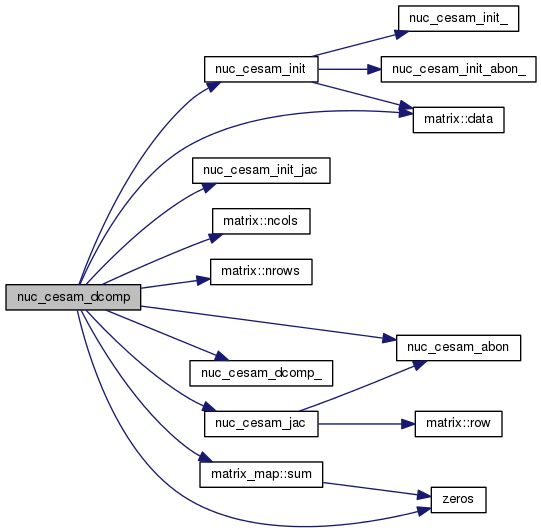 nuc_cesam_init_
nuc_cesam_init
nuc_cesam_init_abon_
matrix::data
nuc_cesam_init_jac
matrix::ncols
matrix::nrows
nuc_cesam_dcomp
nuc_cesam_abon
nuc_cesam_dcomp_
nuc_cesam_jac
matrix::row
matrix_map::sum
zeros